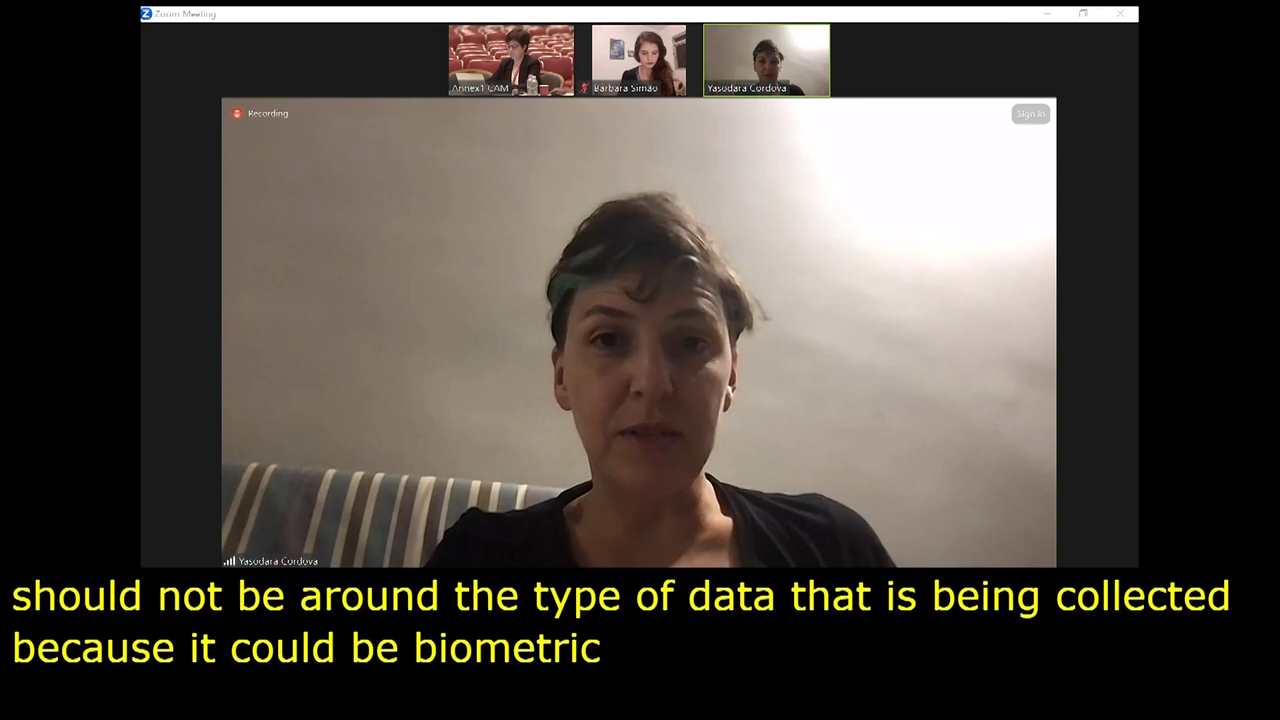 Zoom Meeting
Annex1 CAM
Bárbara Simão
Yasodara Cordova
Recording
Sign in
Yasodara Cordova
should not be around the type of data that is being collected
because it could be biometric